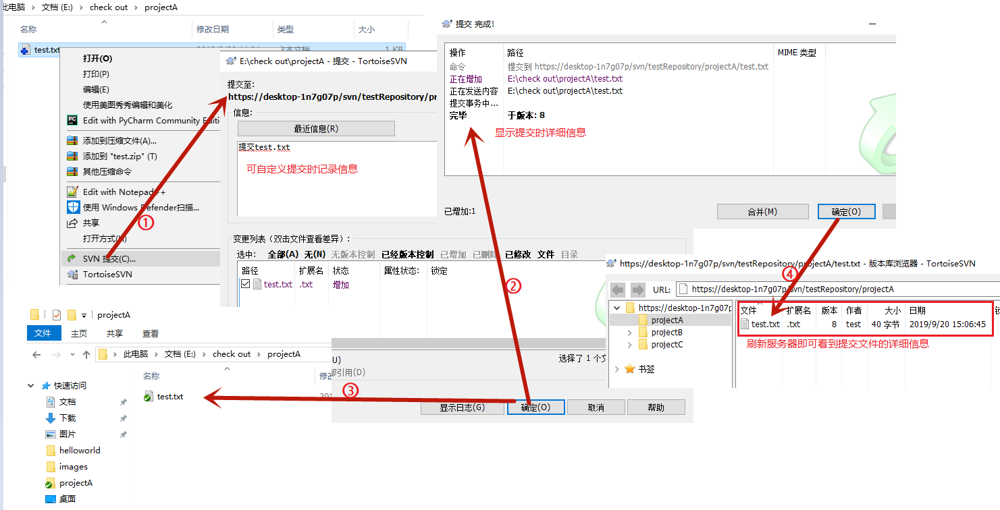 此电脑 > 文档 (E:) > check out > projectA
名称 修改日期 类型 大小
test.txt 1 KB
打开(O)
打印(P)
编辑(E)
使用美图秀秀编辑和美化
Edit with PyCharm Community Editi
添加到压缩文件(A)...
添加到 "test.zip" (T)
其他压缩命令
Edit with Notepad++
使用 Windows Defender扫描...
共享
打开方式(H)
SVN 提交(C)...
TortoiseSVN
①
E:\check out\projectA - 提交 - TortoiseSVN
提交至:
https://desktop-1n7g07p/svn/testRepository/pr
信息:
最近信息(R)
提交test.txt
可自定义提交时记录信息
变更列表（双击文件查看差异）:
选中: 全部(A) 无(N) 无版本控制 已经版本控制 已增加 已删除 已修改 文件 目录
路径 扩展名 状态 属性状态: 锁定
test.txt .txt 增加
U)
部引用(D)
选择了 1 个文
显示日志(G) 确定(O) 取消 帮助
②
③
提交 完成!
操作 路径 MIME 类型
命令 提交到 https://desktop-1n7g07p/svn/testRepository/projectA/test.txt
正在增加 E:\check out\projectA\test.txt
正在发送内容 E:\check out\projectA\test.txt
提交事务中...
完毕 于版本: 8
显示提交时详细信息
已增加:1
合并(M) 确定(O)
④
https://desktop-1n7g07p/svn/testRepository/projectA/test.txt - 版本库浏览器 - TortoiseSVN
URL: https://desktop-1n7g07p/svn/testRepository/projectA
https://desktop-1n7g07p
projectA
projectB
projectC
书签
文件 扩展名 版本 作者 大小 日期
test.txt .txt 8 test 40 字节 2019/9/20 15:06:45
刷新服务器即可看到提交文件的详细信息
projectA
文件 主页 共享 查看
此电脑 > 文档 (E:) > check out > projectA
名称 修改
test.txt 201
快速访问
文档
下载
图片
helloworld
images
projectA
桌面